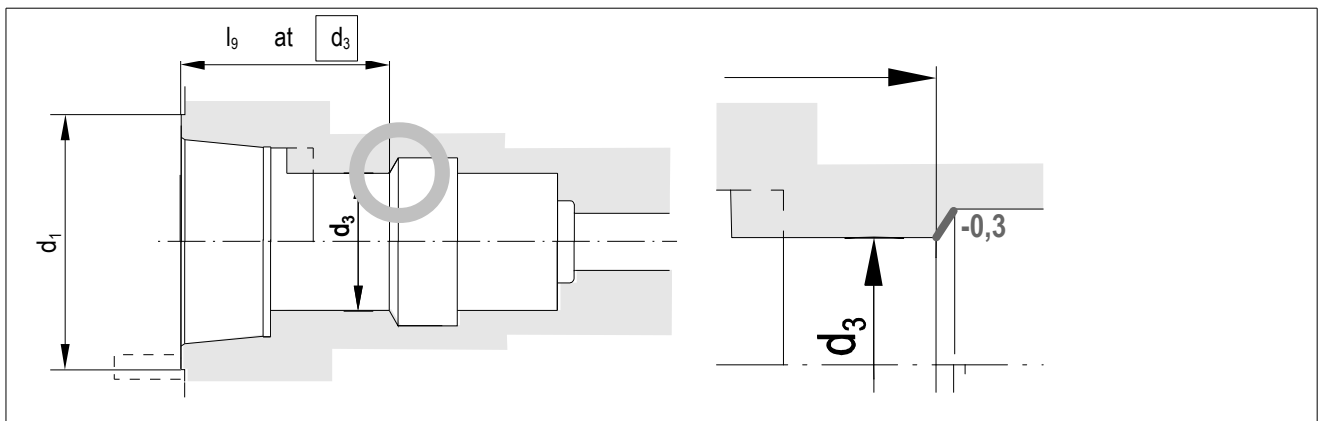 l₉ at d₃
d₁
d₃
-0,3
d₃